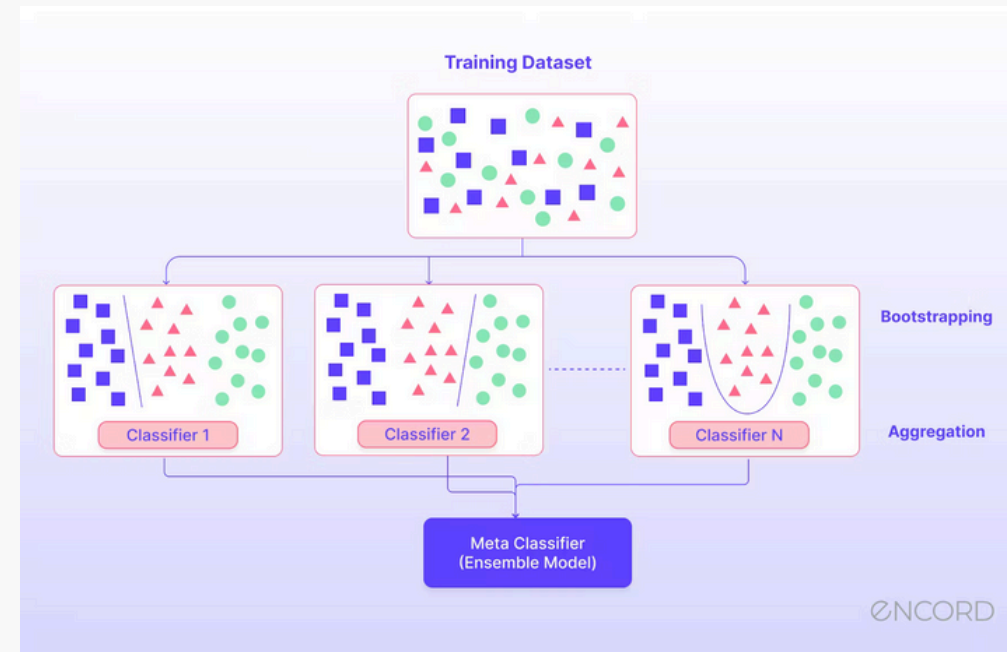 Training Dataset
Bootstrapping
Classifier 1
Classifier 2
Classifier N
Aggregation
Meta Classifier
(Ensemble Model)
ENCORD